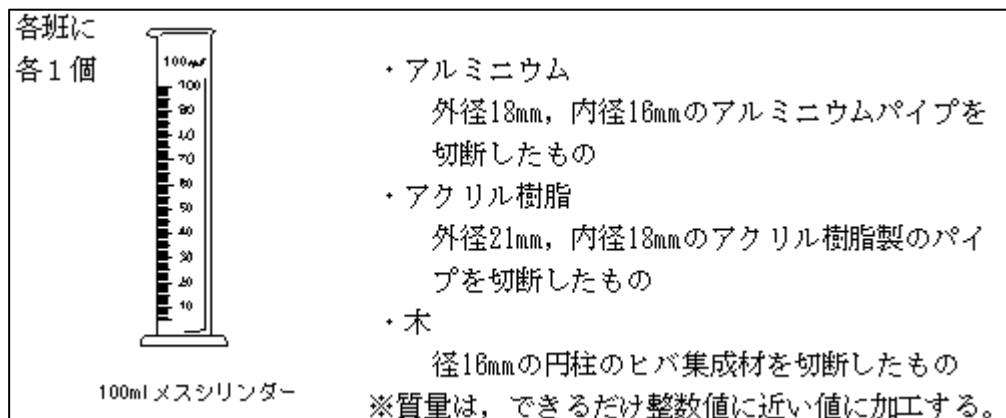 各班に
各1個
100ml
100
90
80
70
60
50
40
30
20
10
100mlメスシリンダー
・アルミニウム
外径18mm，内径16mmのアルミニウムパイプを
切断したもの
・アクリル樹脂
外径21mm，内径18mmのアクリル樹脂製のパイ
プを切断したもの
・木
径16mmの円柱のヒバ集成材を切断したもの
※質量は，できるだけ整数値に近い値に加工する。